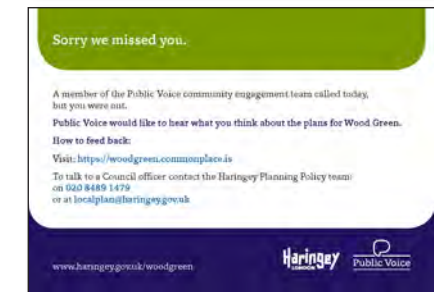 Sorry we missed you.
A member of the Public Voice community engagement team called today,
but you were out.
Public Voice would like to hear what you think about the plans for Wood Green.
How to feed back:
Visit: https://woodgreen.commonplace.is
To talk to a Council officer contact the Haringey Planning Policy team:
on 020 8489 1479
or at localplan@haringey.gov.uk
www.haringey.gov.uk/woodgreen
Haringey
LONDON
Public Voice